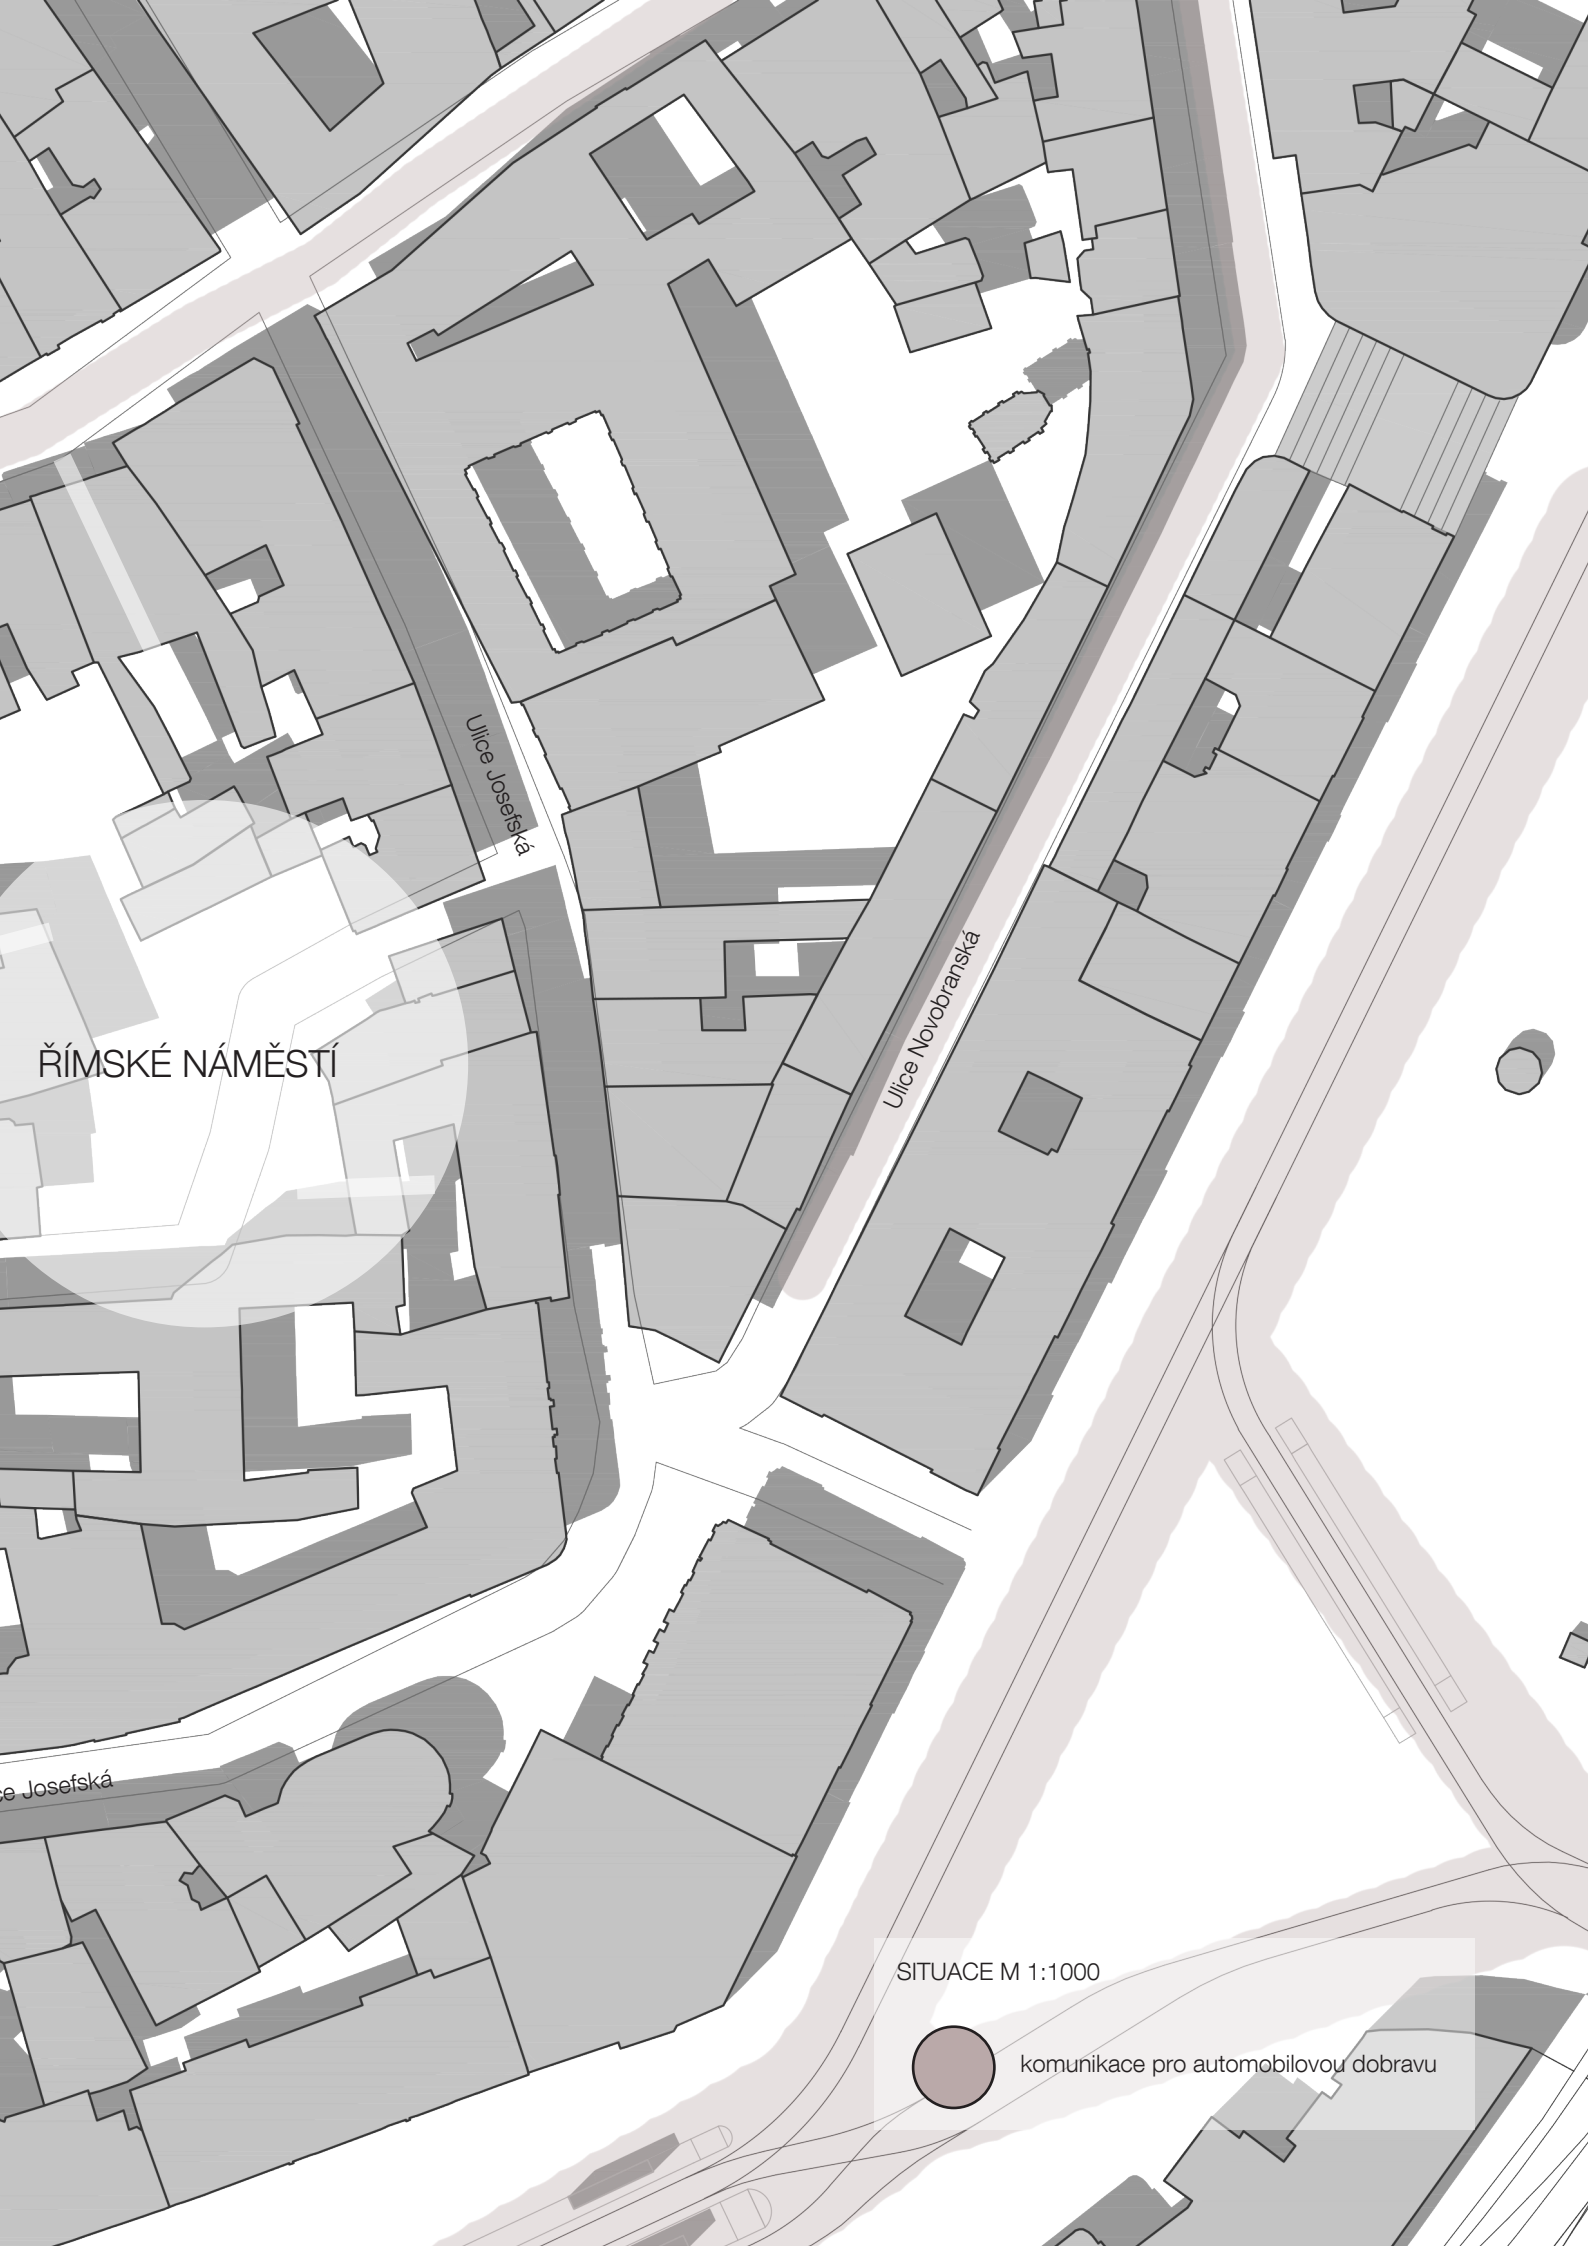 Ulice Josefská
Ulice Novobranská
ŘÍMSKÉ NÁMĚSTÍ
ce Josefská
SITUACE M 1:1000
komunikace pro automobilovou dobravu